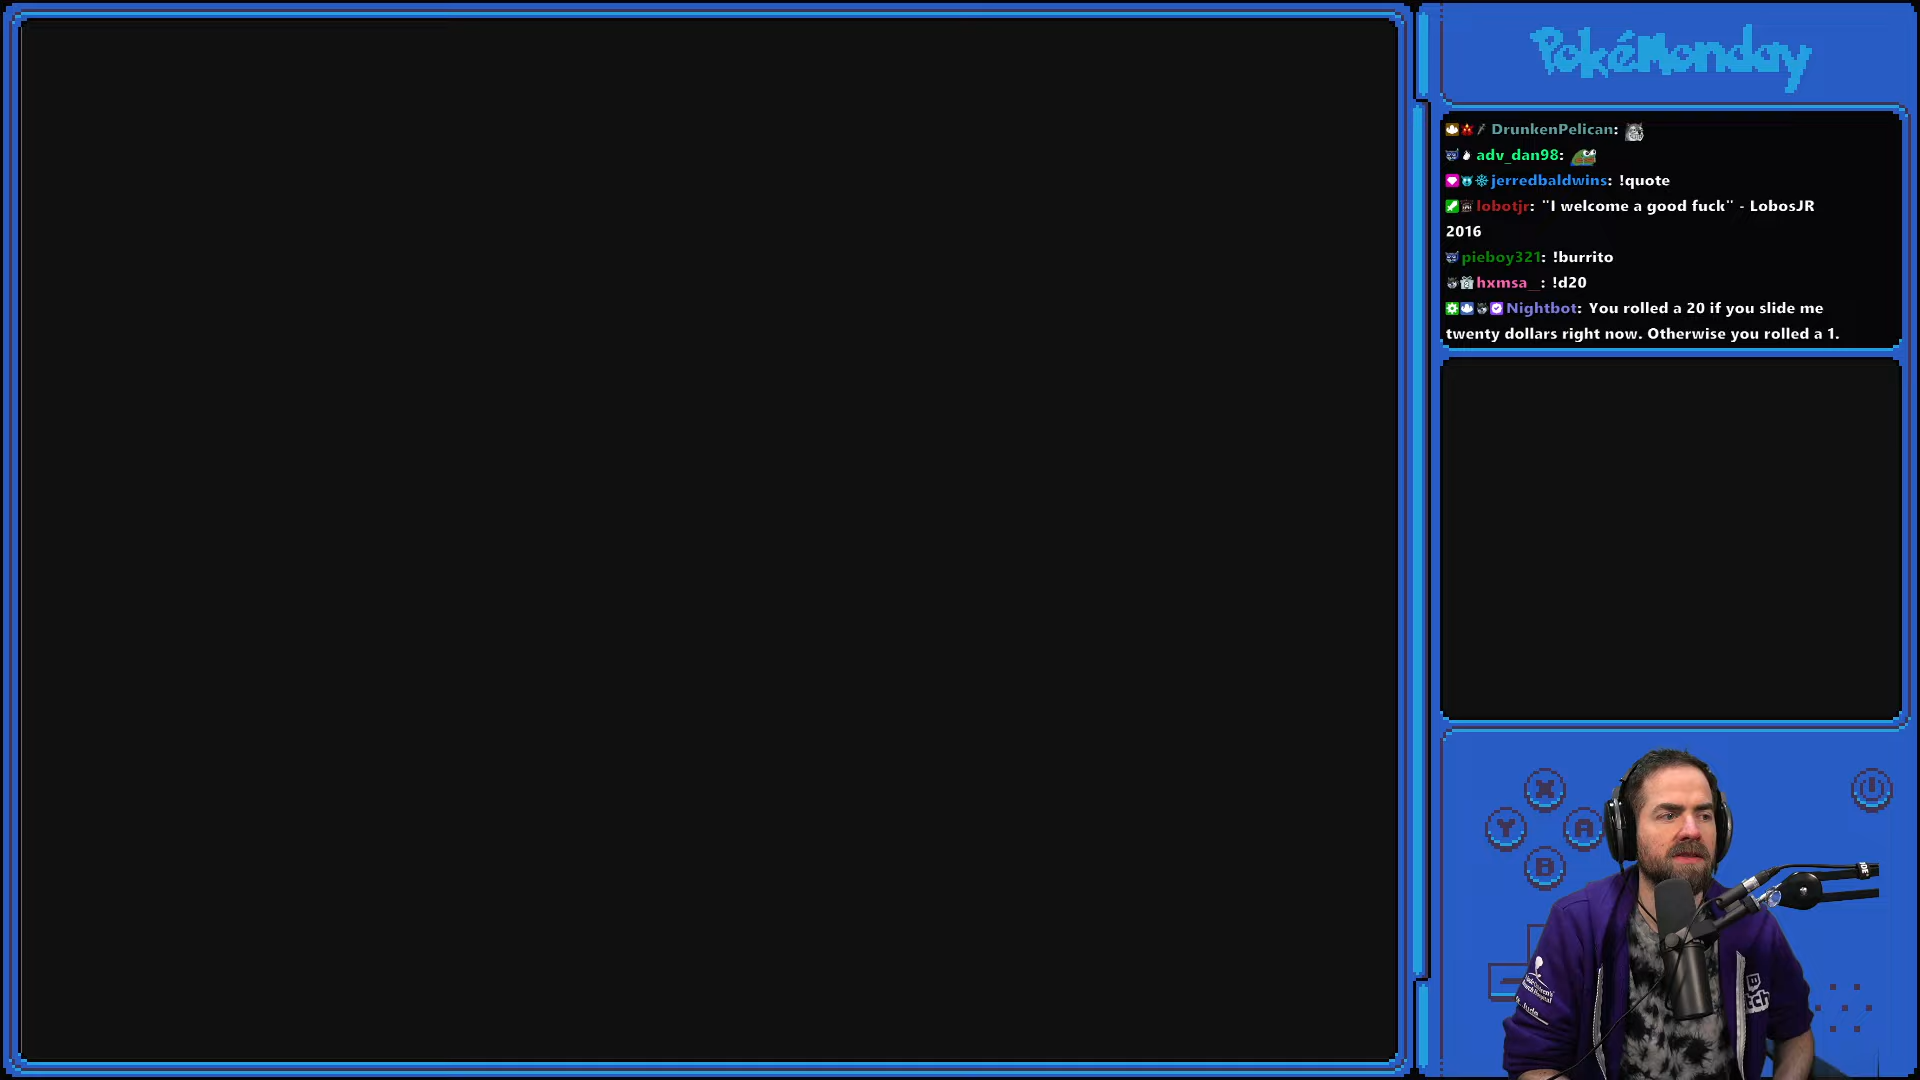 PokéMonday
DrunkenPelican:
adv_dan98:
jerredbaldwins: !quote
lobotjr: "I welcome a good fuck" - LobosJR
2016
pieboy321: !burrito
hxmsa_: !d20
Nightbot: You rolled a 20 if you slide me
twenty dollars right now. Otherwise you rolled a 1.
X
Y A
B